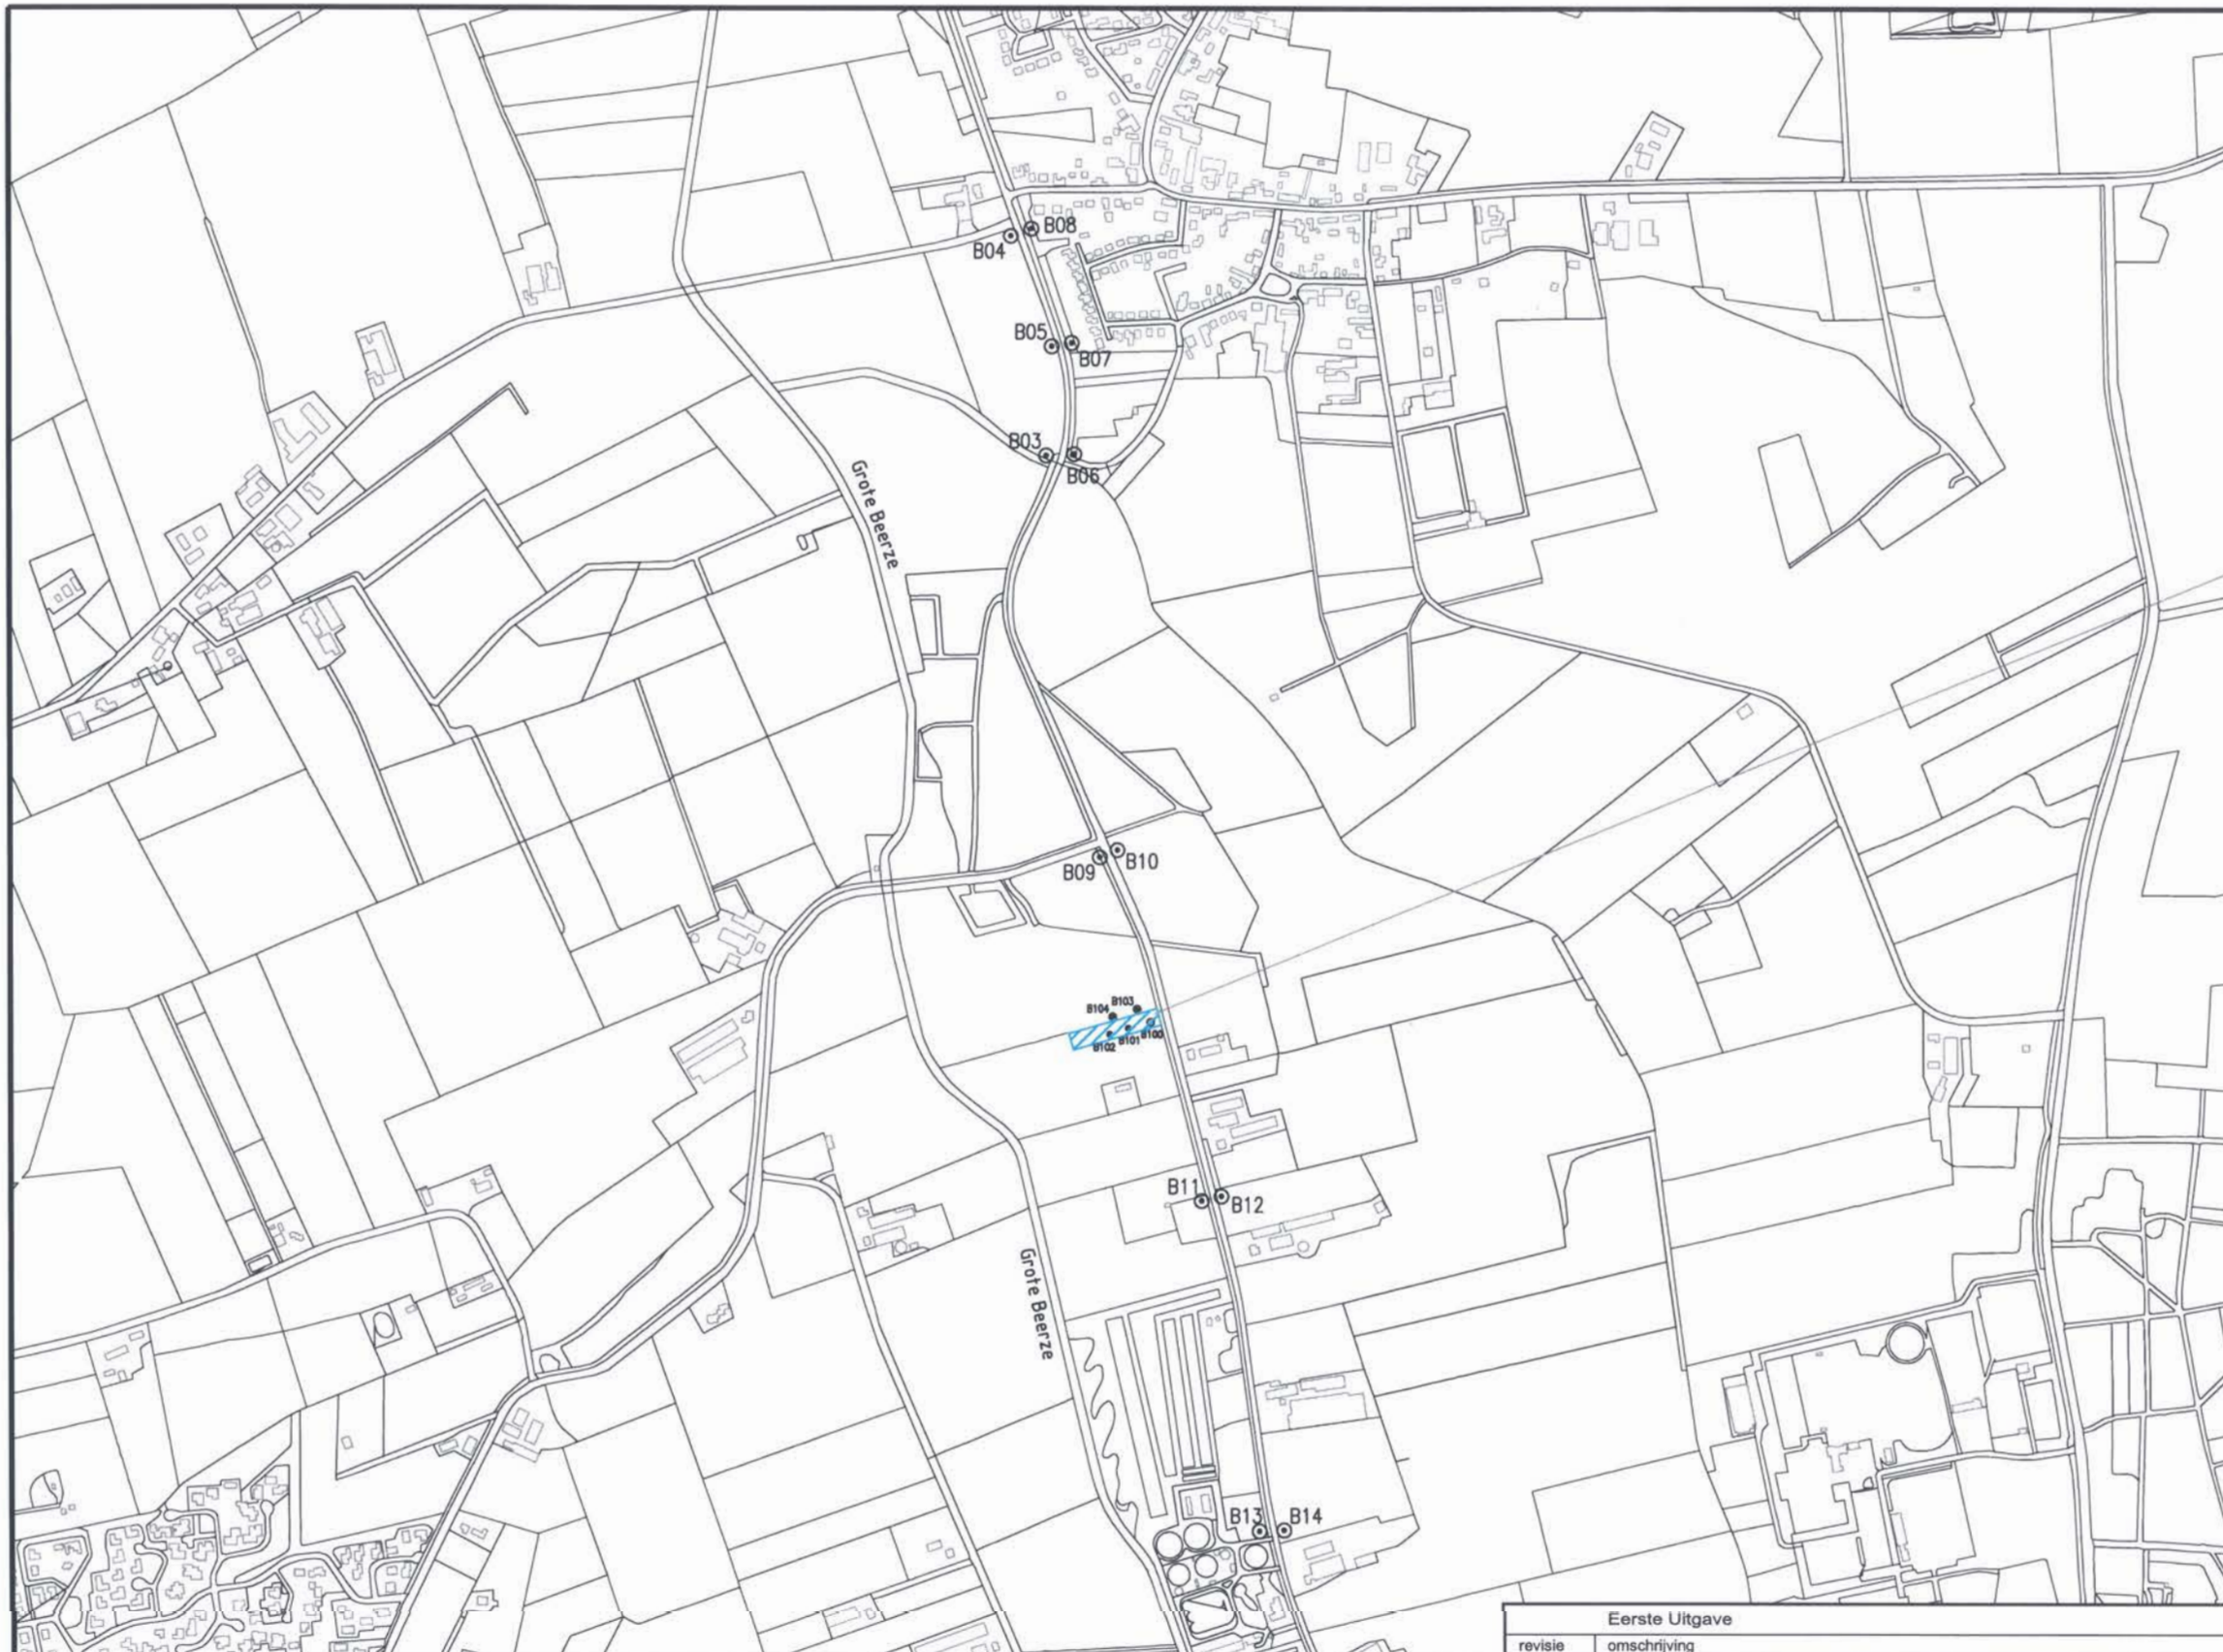 B08
B04
B05
B07
B03
B06
Grote Beerze
B10
B09
B103
B104
B100
B101
B102
B11
B12
Grote Beerze
B13
B14
Eerste Uitgave
revisie omschrijving